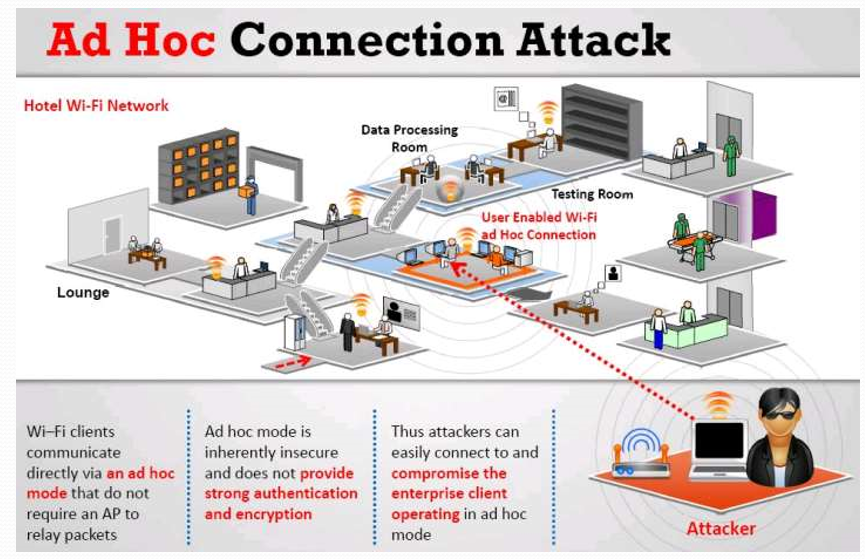 Ad Hoc Connection Attack
Hotel Wi-Fi Network
Data Processing
Room
Testing Room
User Enabled Wi-Fi
ad Hoc Connection
Lounge
Wi–Fi clients
communicate
directly via an ad hoc
mode that do not
require an AP to
relay packets
Ad hoc mode is
inherently insecure
and does not provide
strong authentication
and encryption
Thus attackers can
easily connect to and
compromise the
enterprise client
operating in ad hoc
mode
Attacker